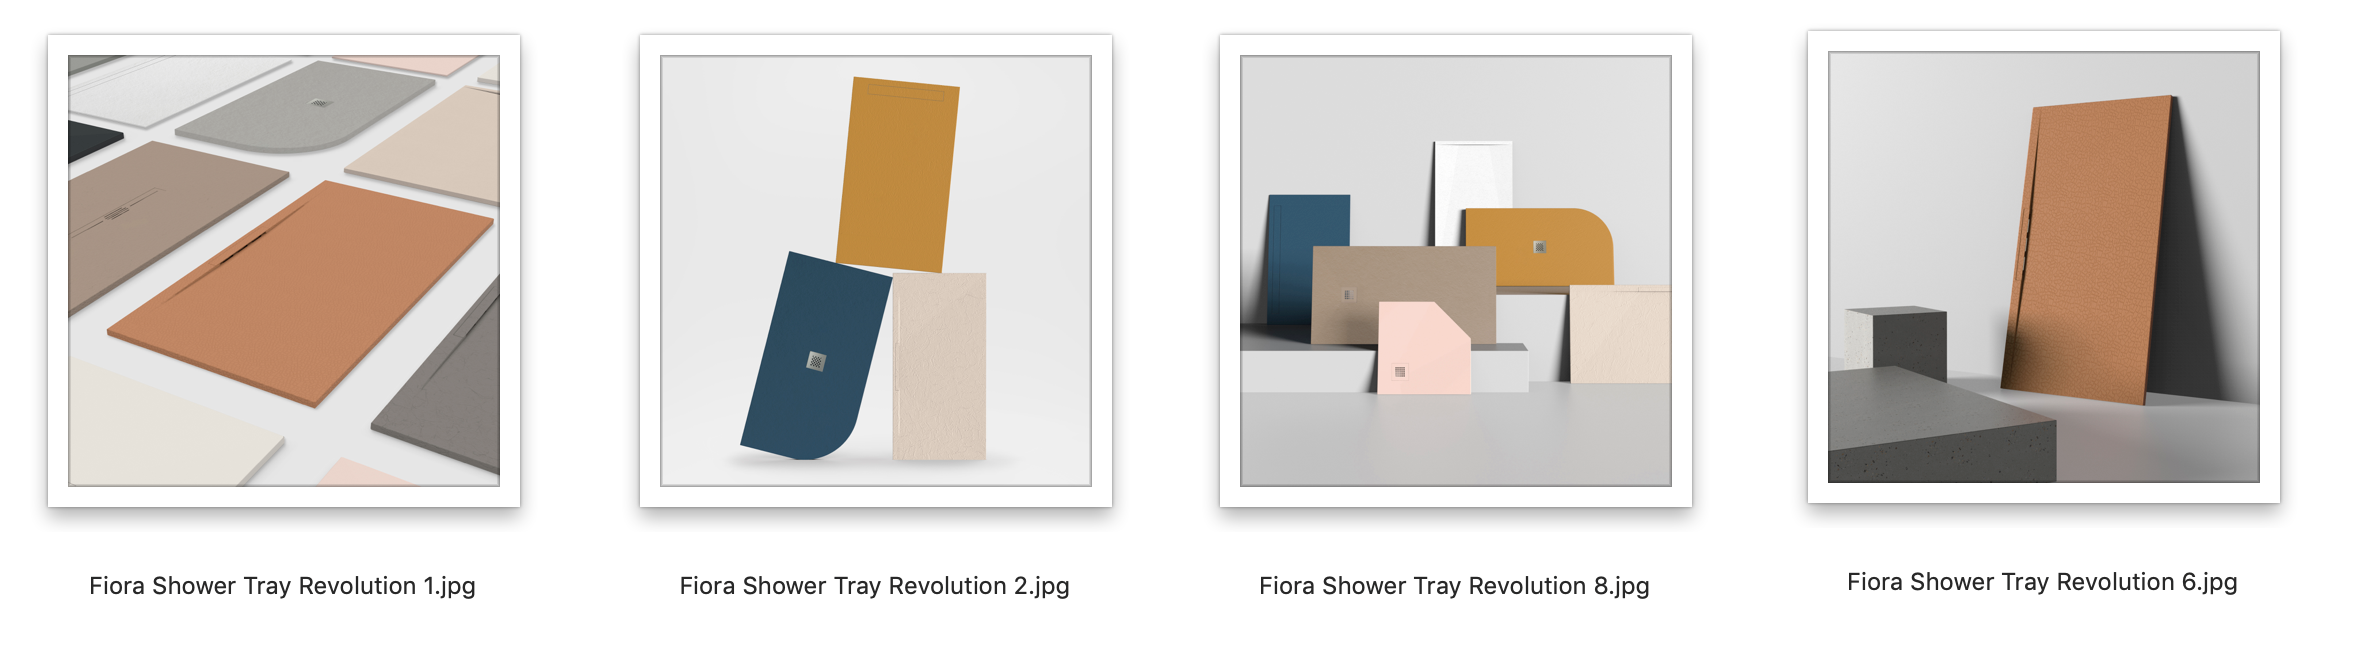 Fiora Shower Tray Revolution 1.jpg
Fiora Shower Tray Revolution 2.jpg
Fiora Shower Tray Revolution 8.jpg
Fiora Shower Tray Revolution 6.jpg